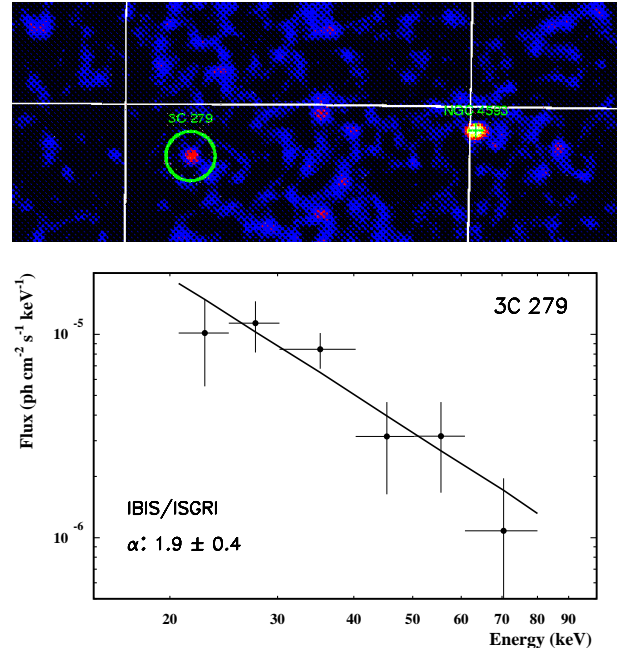 3C 279
NGC 4593
Flux (ph cm⁻² s⁻¹ keV⁻¹)
3C 279
10⁻⁵
10⁻⁶
IBIS/ISGRI
α: 1.9 ± 0.4
20 30 40 50 60 70 80 90
Energy (keV)